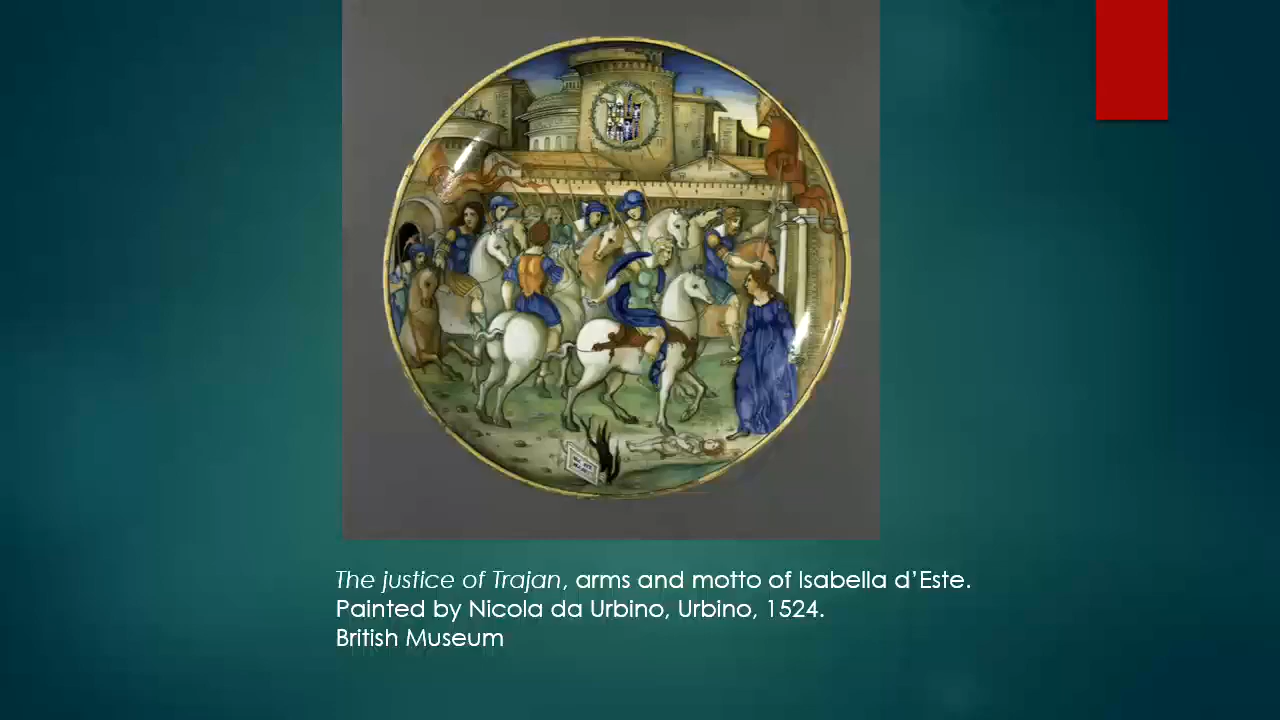 The justice of Trajan, arms and motto of Isabella d’Este.
Painted by Nicola da Urbino, Urbino, 1524.
British Museum